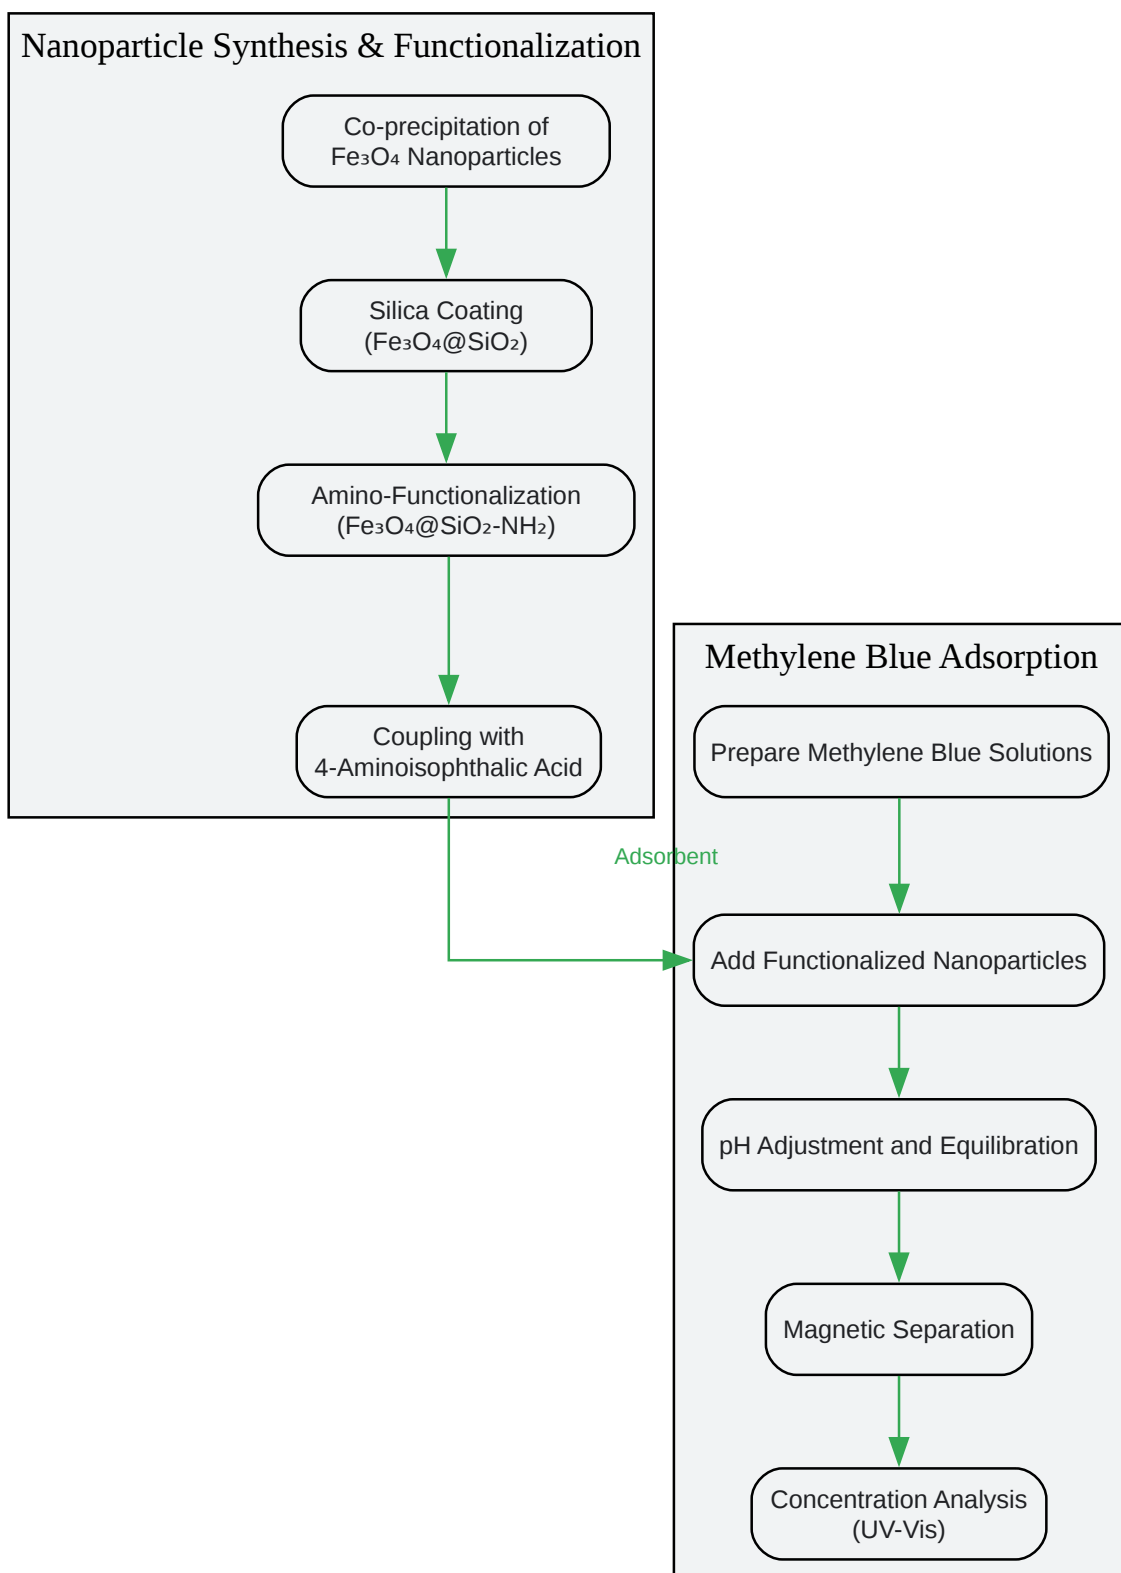 Nanoparticle Synthesis & Functionalization
Co-precipitation of
Fe₃O₄ Nanoparticles
Silica Coating
(Fe₃O₄@SiO₂)
Amino-Functionalization
(Fe₃O₄@SiO₂-NH₂)
Coupling with
4-Aminoisophthalic Acid
Adsorbent
Methylene Blue Adsorption
Prepare Methylene Blue Solutions
Add Functionalized Nanoparticles
pH Adjustment and Equilibration
Magnetic Separation
Concentration Analysis
(UV-Vis)